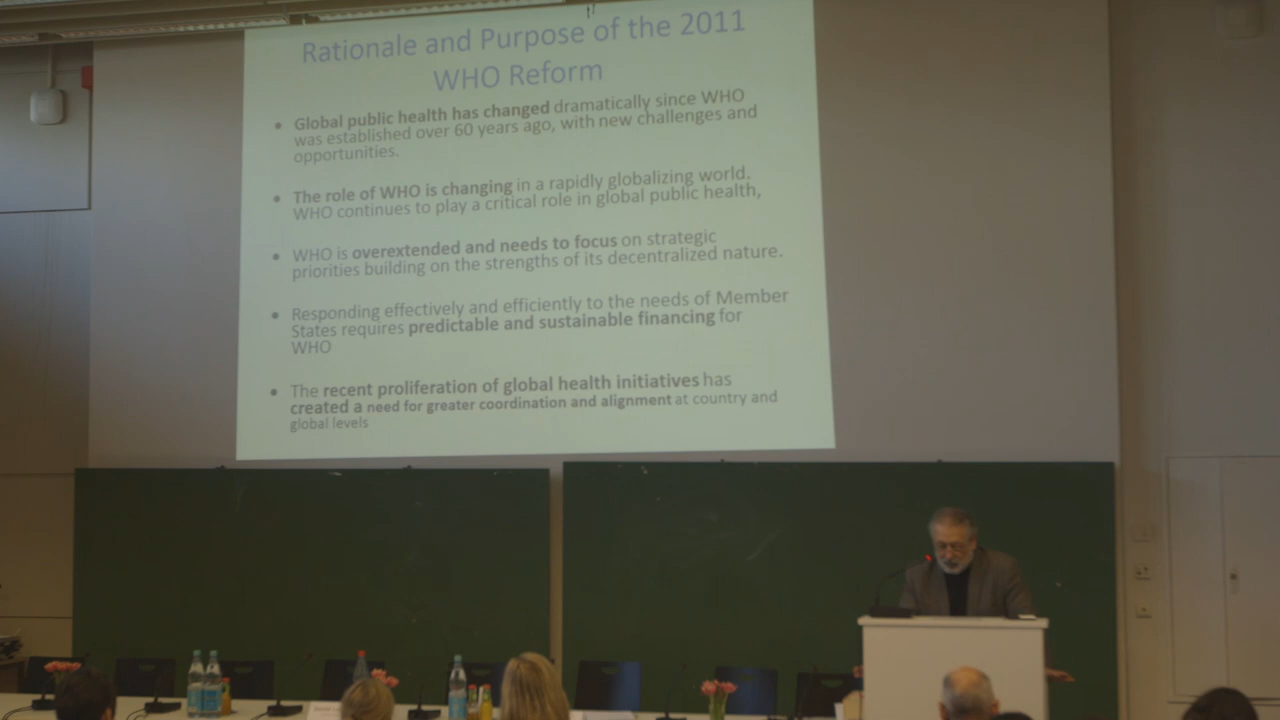 Rationale and Purpose of the 2011
WHO Reform
• Global public health has changed dramatically since WHO
was established over 60 years ago, with new challenges and
opportunities.
• The role of WHO is changing in a rapidly globalizing world.
WHO continues to play a critical role in global public health,
• WHO is overextended and needs to focus on strategic
priorities building on the strengths of its decentralized nature.
• Responding effectively and efficiently to the needs of Member
States requires predictable and sustainable financing for
WHO
• The recent proliferation of global health initiatives has
created a need for greater coordination and alignment at country and
global levels